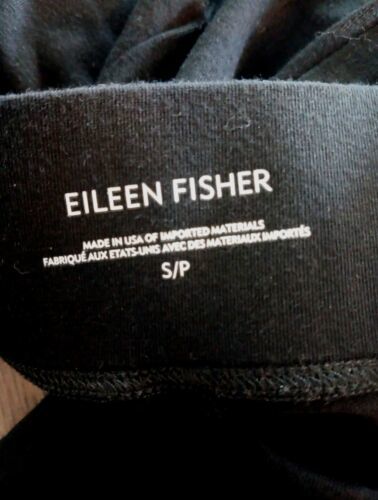 EILEEN FISHER
MADE IN USA OF IMPORTED MATERIALS
FABRIQUÉ AUX ETATS-UNIS AVEC DES MATERIAUX IMPORTÉS
S/P